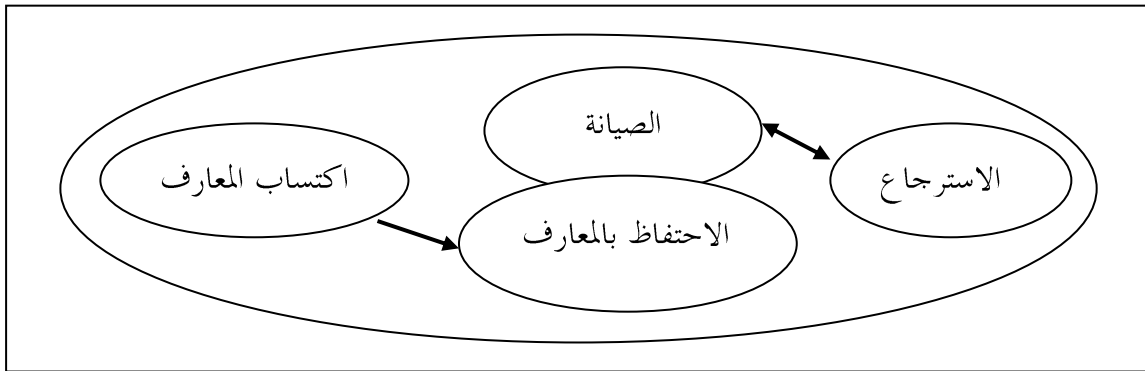 الصيانة
الاسترجاع
اكتساب المعارف
الاحتفاظ بالمعارف